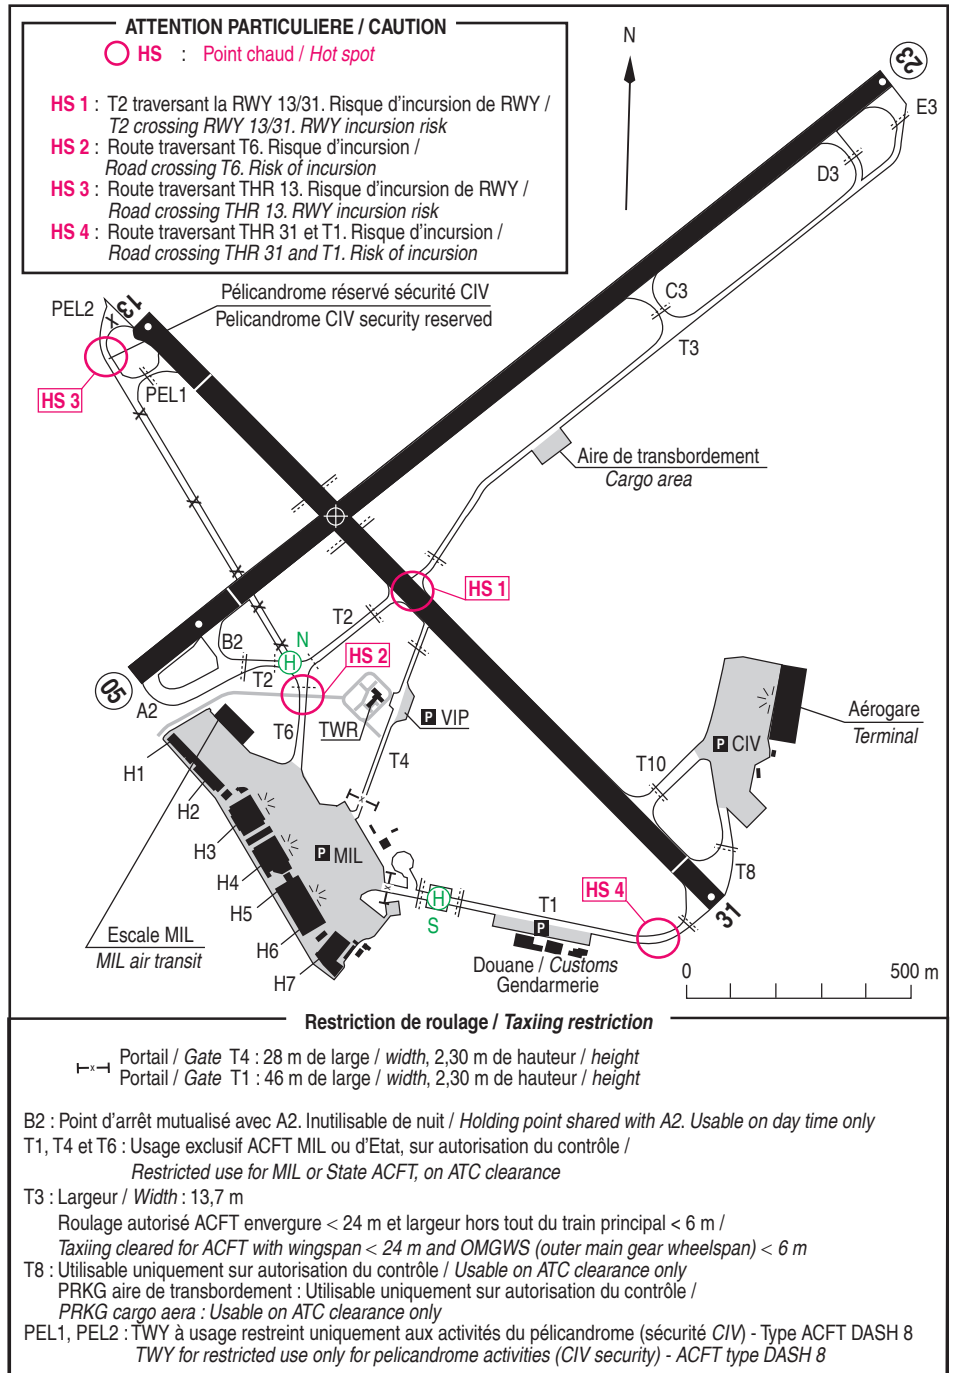 ATTENTION PARTICULIERE / CAUTION
HS : Point chaud / Hot spot
HS 1 : T2 traversant la RWY 13/31. Risque d'incursion de RWY /
T2 crossing RWY 13/31. RWY incursion risk
HS 2 : Route traversant T6. Risque d'incursion /
Road crossing T6. Risk of incursion
HS 3 : Route traversant THR 13. Risque d'incursion de RWY /
Road crossing THR 13. RWY incursion risk
HS 4 : Route traversant THR 31 et T1. Risque d'incursion /
Road crossing THR 31 and T1. Risk of incursion
N
23
E3
D3
C3
T3
PEL2
13
Pélicandrome réservé sécurité CIV
Pelicandrome CIV security reserved
HS 3
PEL1
Aire de transbordement
Cargo area
HS 1
T2
B2
N
H
HS 2
T2
05
A2
T6
TWR
P VIP
T4
Aérogare
Terminal
P CIV
T10
H1
H2
H3
H4
H5
H6
H7
P MIL
T8
HS 4
31
T1
H
S
P
Escale MIL
MIL air transit
Douane / Customs
Gendarmerie
0
500 m
Restriction de roulage / Taxiing restriction
x Portail / Gate T4 : 28 m de large / width, 2,30 m de hauteur / height
Portail / Gate T1 : 46 m de large / width, 2,30 m de hauteur / height
B2 : Point d'arrêt mutualisé avec A2. Inutilisable de nuit / Holding point shared with A2. Usable on day time only
T1, T4 et T6 : Usage exclusif ACFT MIL ou d'Etat, sur autorisation du contrôle /
Restricted use for MIL or State ACFT, on ATC clearance
T3 : Largeur / Width : 13,7 m
Roulage autorisé ACFT envergure < 24 m et largeur hors tout du train principal < 6 m /
Taxiing cleared for ACFT with wingspan < 24 m and OMGWS (outer main gear wheelspan) < 6 m
T8 : Utilisable uniquement sur autorisation du contrôle / Usable on ATC clearance only
PRKG aire de transbordement : Utilisable uniquement sur autorisation du contrôle /
PRKG cargo aera : Usable on ATC clearance only
PEL1, PEL2 : TWY à usage restreint uniquement aux activités du pélicandrome (sécurité CIV) - Type ACFT DASH 8
TWY for restricted use only for pelicandrome activities (CIV security) - ACFT type DASH 8